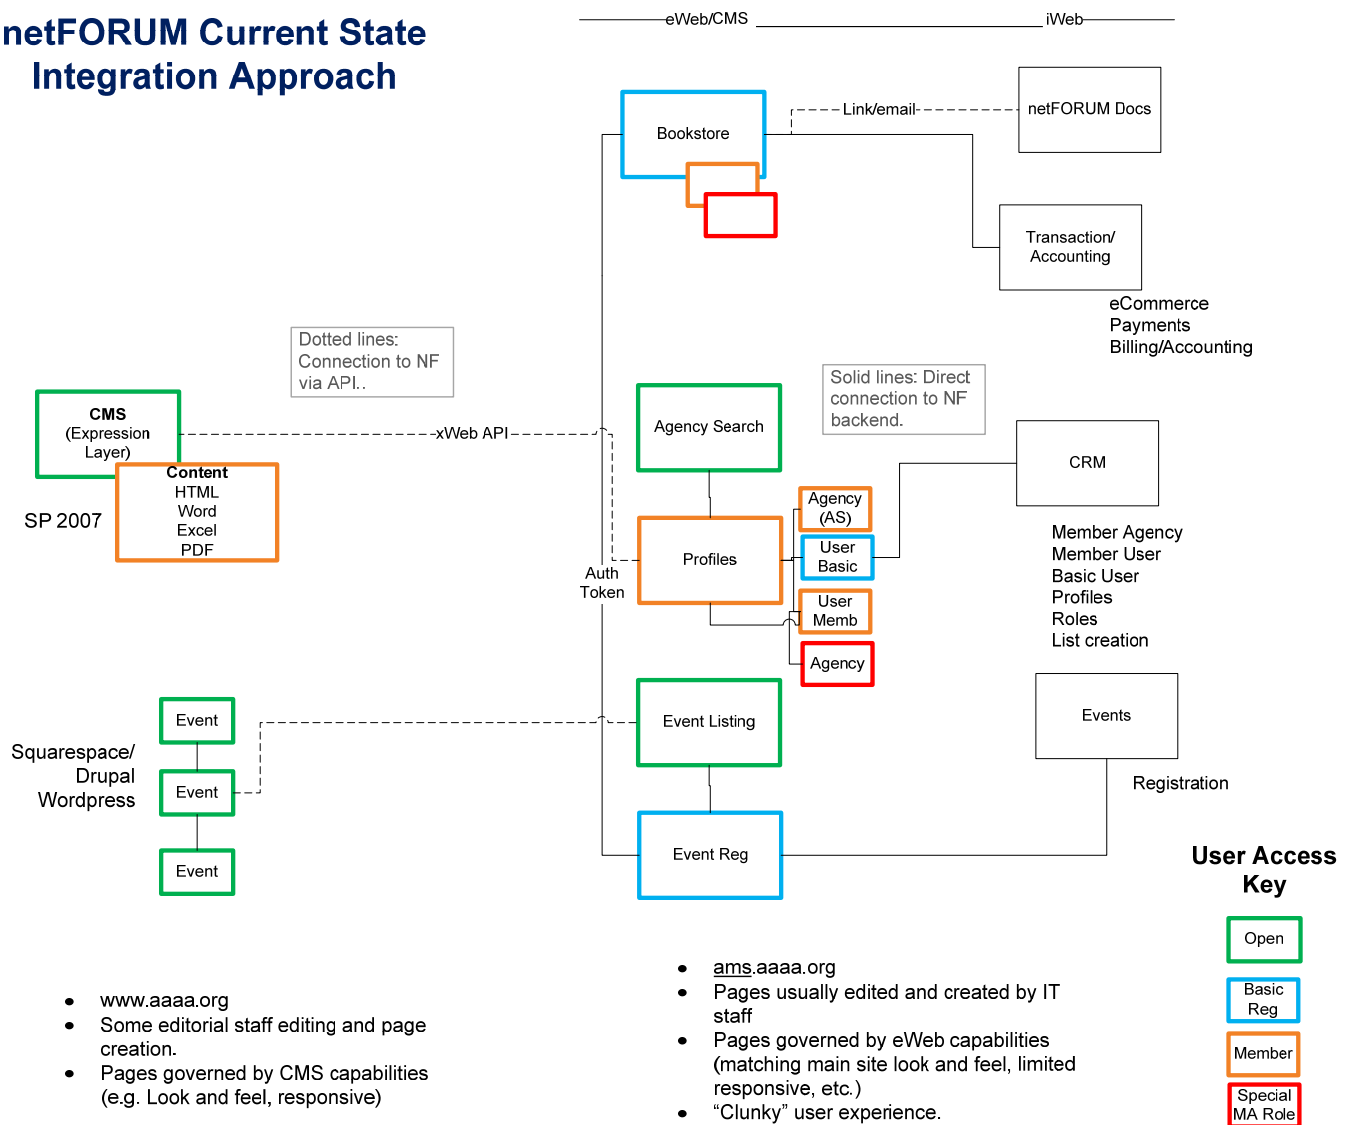 netFORUM Current State
Integration Approach
eWeb/CMS
iWeb
Bookstore
Link/email
netFORUM Docs
Transaction/
Accounting
eCommerce
Payments
Billing/Accounting
Dotted lines:
Connection to NF
via API..
Solid lines: Direct
connection to NF
backend.
CMS
(Expression
Layer)
Content
HTML
Word
Excel
PDF
SP 2007
xWeb API
Agency Search
Profiles
Auth
Token
Agency
(AS)
User
Basic
User
Memb
Agency
CRM
Member Agency
Member User
Basic User
Profiles
Roles
List creation
Event
Event
Event
Squarespace/
Drupal
Wordpress
Event Listing
Event Reg
Events
Registration
User Access
Key
Open
Basic
Reg
Member
Special
MA Role
• www.aaaa.org
• Some editorial staff editing and page
creation.
• Pages governed by CMS capabilities
(e.g. Look and feel, responsive)
• ams.aaaa.org
• Pages usually edited and created by IT
staff
• Pages governed by eWeb capabilities
(matching main site look and feel, limited
responsive, etc.)
• “Clunky” user experience.